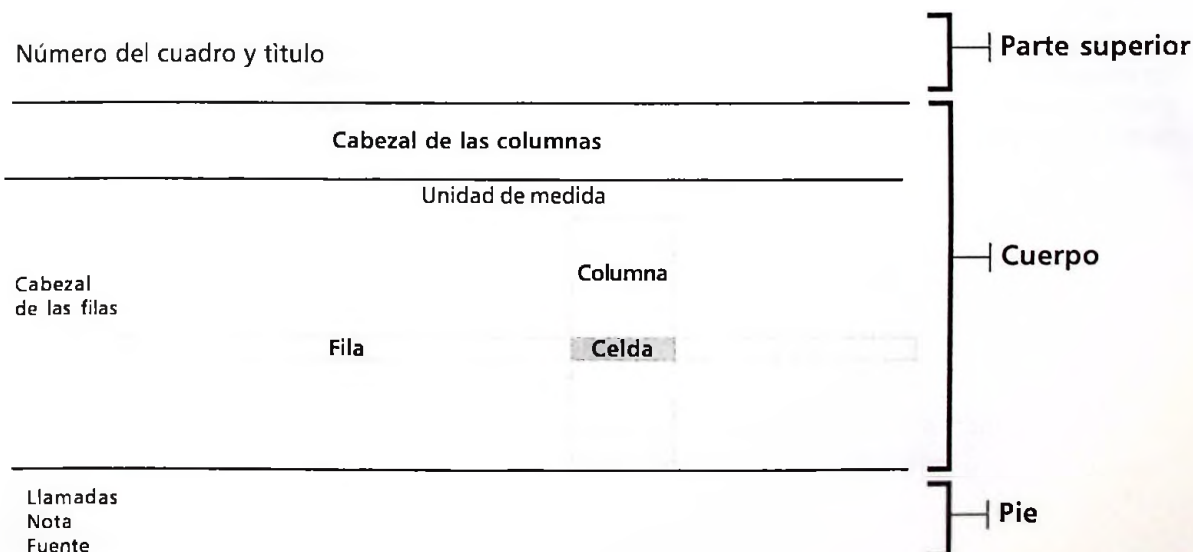 Número del cuadro y título
Parte superior
Cabezal de las columnas
Unidad de medida
Cuerpo
Columna
Cabezal
de las filas
Fila
Celda
Llamadas
Nota
Fuente
Pie